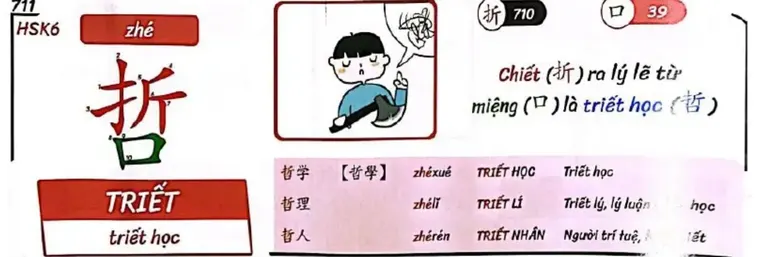 711
HSK6
zhé
哲
TRIẾT
triết học
折 710
口 39
Chiết (折) ra lý lẽ từ
miệng (口) là triết học (哲)
哲学 【哲學】 zhéxué TRIẾT HỌC Triết học
哲理 zhélǐ TRIẾT LÍ Triết lý, lý luận học
哲人 zhérén TRIẾT NHÂN Người trí tuệ,